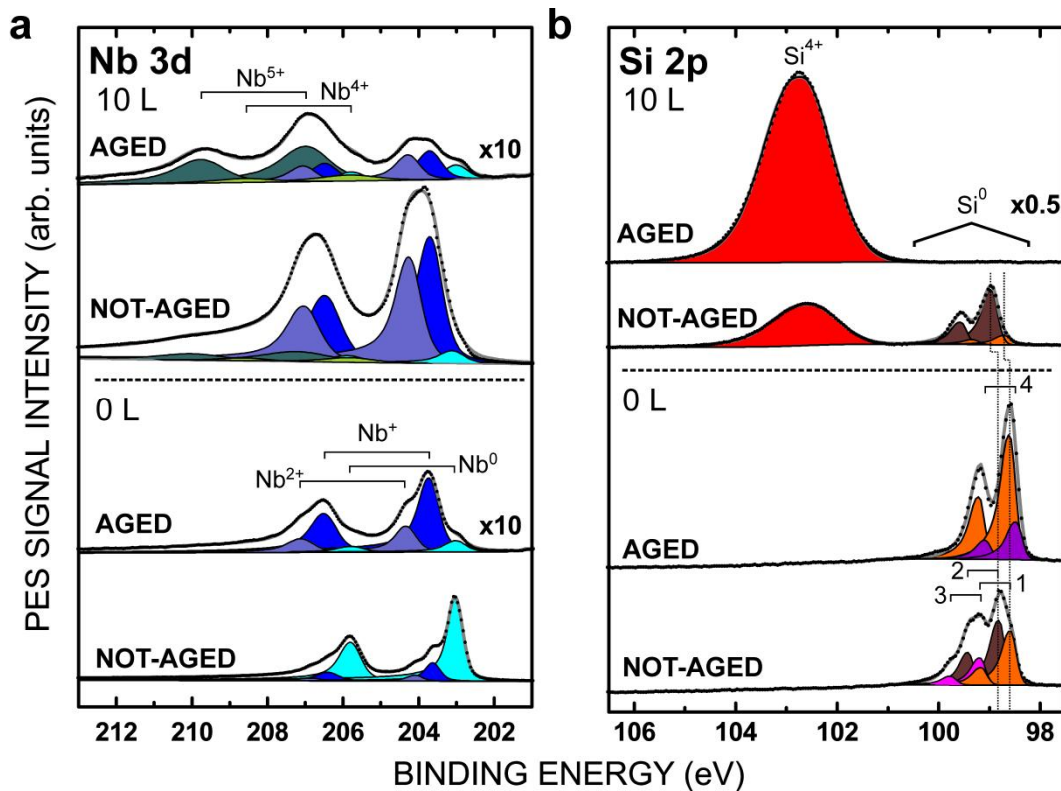 a
Nb 3d
10 L
Nb⁵⁺
Nb⁴⁺
AGED
x10
NOT-AGED
0 L
Nb⁺
Nb²⁺
Nb⁰
AGED
x10
NOT-AGED
212 210 208 206 204 202
b
Si 2p
10 L
Si⁴⁺
Si⁰
x0.5
AGED
NOT-AGED
0 L
4
AGED
2
3
1
NOT-AGED
106 104 102 100 98
PES SIGNAL INTENSITY (arb. units)
BINDING ENERGY (eV)